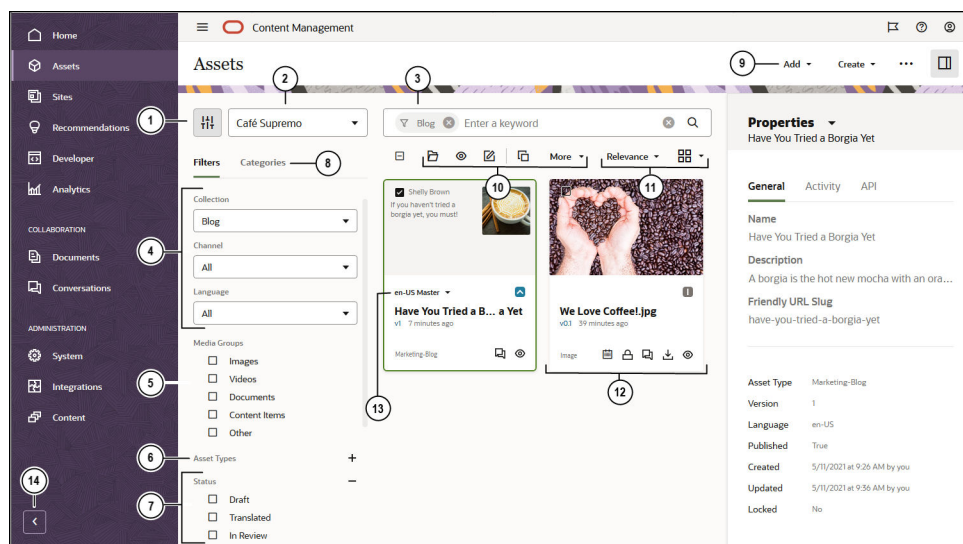 Home
Assets
Sites
Recommendations
Developer
Analytics
COLLABORATION
Documents
Conversations
ADMINISTRATION
System
Integrations
Content
14
Content Management
Assets
9
Add
Create
1
2
Café Supremo
3
Blog
Enter a keyword
Filters
Categories
8
More
10
Relevance
11
4
Collection
Blog
Channel
All
Language
All
5
Media Groups
Images
Videos
Documents
Content Items
Other
6
Asset Types
7
Status
Draft
Translated
In Review
Shelly Brown
If you haven't tried a
borgia yet, you must!
13
en-US Master
Have You Tried a B... a Yet
v1 7 minutes ago
Marketing-Blog
We Love Coffee!.jpg
v0.1 39 minutes ago
Image
12
Properties
Have You Tried a Borgia Yet
General
Activity
API
Name
Have You Tried a Borgia Yet
Description
A borgia is the hot new mocha with an ora...
Friendly URL Slug
have-you-tried-a-borgia-yet
Asset Type Marketing-Blog
Version 1
Language en-US
Published True
Created 5/11/2021 at 9:26 AM by you
Updated 5/11/2021 at 9:36 AM by you
Locked No